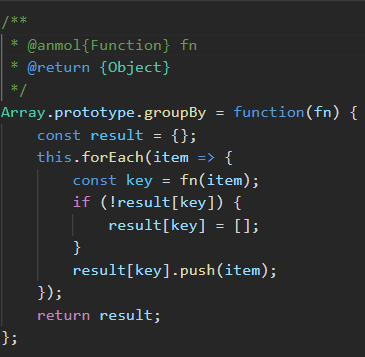 /**
 * @anmol{Function} fn
 * @return {Object}
 */
Array.prototype.groupBy = function(fn) {
    const result = {};
    this.forEach(item => {
        const key = fn(item);
        if (!result[key]) {
            result[key] = [];
        }
        result[key].push(item);
    });
    return result;
};